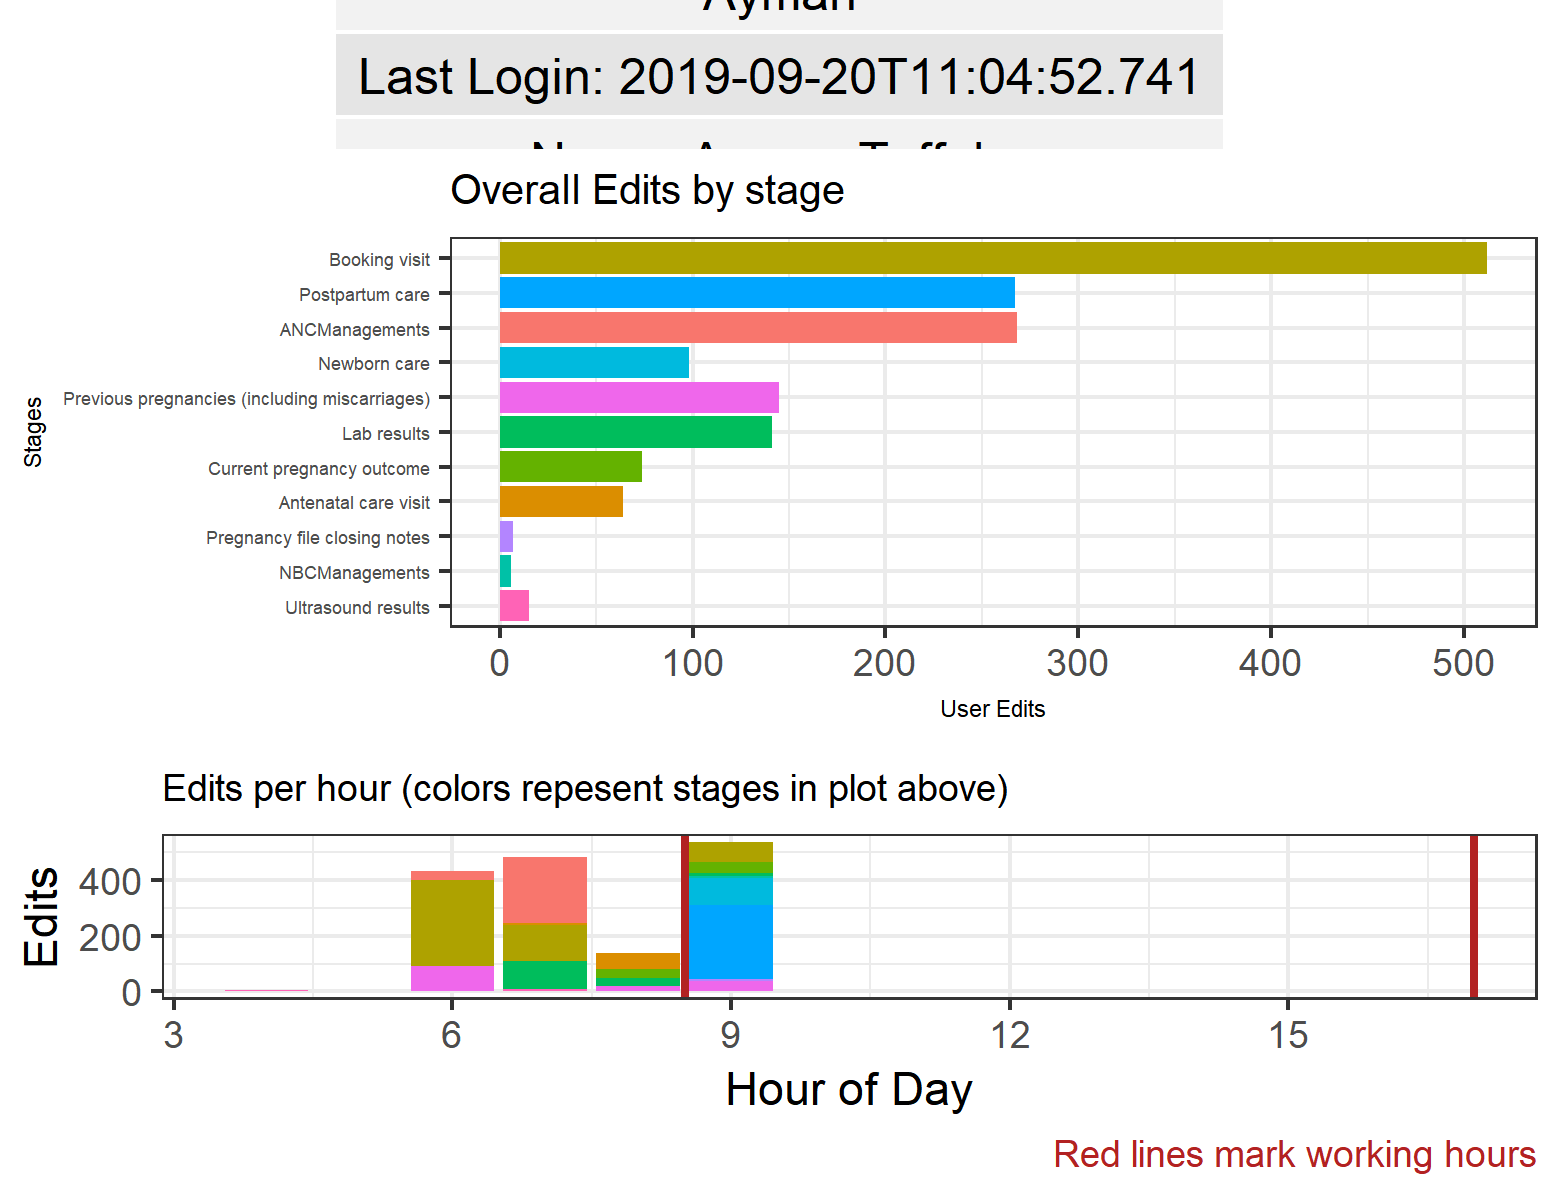 Ayman
Last Login: 2019-09-20T11:04:52.741
Overall Edits by stage
Stages
Booking visit
Postpartum care
ANCManagements
Newborn care
Previous pregnancies (including miscarriages)
Lab results
Current pregnancy outcome
Antenatal care visit
Pregnancy file closing notes
NBCManagements
Ultrasound results
0 100 200 300 400 500
User Edits
Edits per hour (colors repesent stages in plot above)
Edits
400
200
0
3 6 9 12 15
Hour of Day
Red lines mark working hours